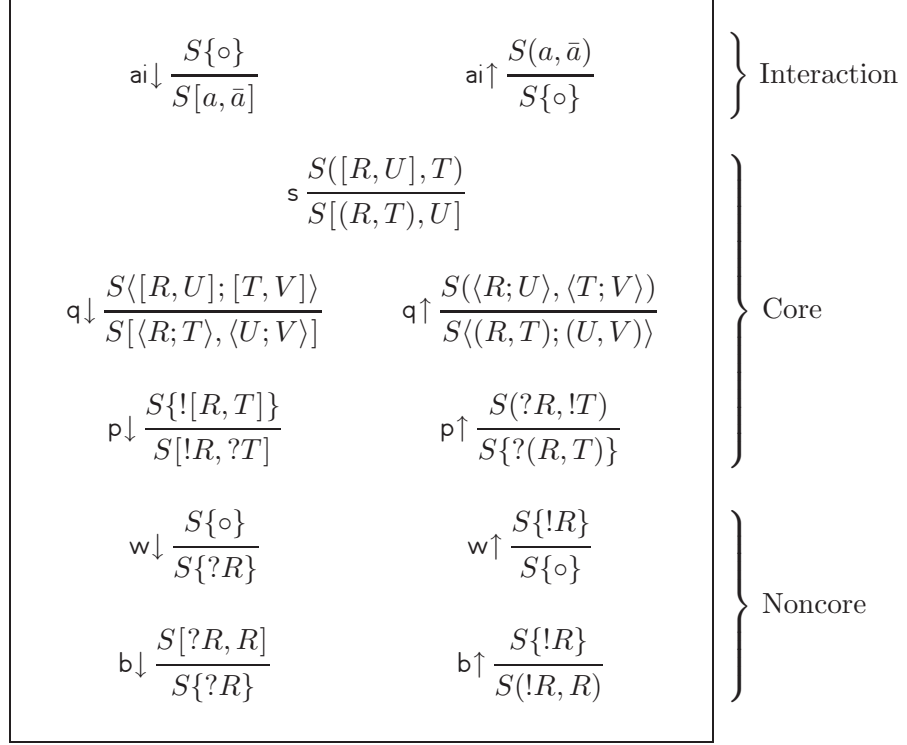 ai↓ S{∘} / S[a, ā]    ai↑ S(a, ā) / S{∘}    Interaction
s S([R, U], T) / S[(R, T), U]
q↓ S⟨[R, U]; [T, V]⟩ / S[⟨R; T⟩, ⟨U; V⟩]    q↑ S(⟨R; U⟩, ⟨T; V⟩) / S⟨(R, T); (U, V)⟩    Core
p↓ S{![R, T]} / S[!R, ?T]    p↑ S(?R, !T) / S{?(R, T)}
w↓ S{∘} / S{?R}    w↑ S{!R} / S{∘}    Noncore
b↓ S[?R, R] / S{?R}    b↑ S{!R} / S(!R, R)